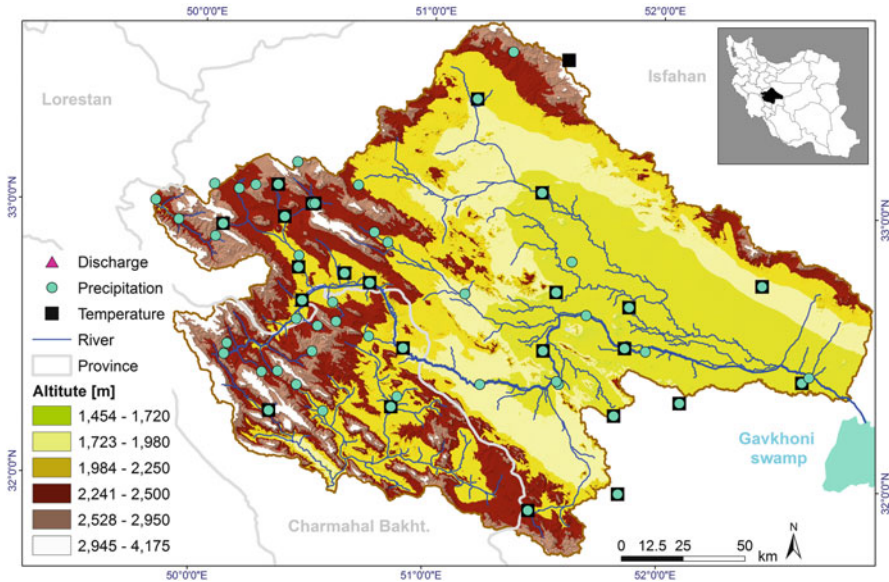 50°0'0"E
51°0'0"E
52°0'0"E
Isfahan
Lorestan
33°0'0"N
33°0'0"N
Discharge
Precipitation
Temperature
River
Province
Altitute [m]
1,454 - 1,720
1,723 - 1,980
1,984 - 2,250
2,241 - 2,500
2,528 - 2,950
2,945 - 4,175
Gavkhoni
swamp
32°0'0"N
32°0'0"N
Charmahal Bakht.
N
0 12.5 25 50
km
50°0'0"E
51°0'0"E
52°0'0"E